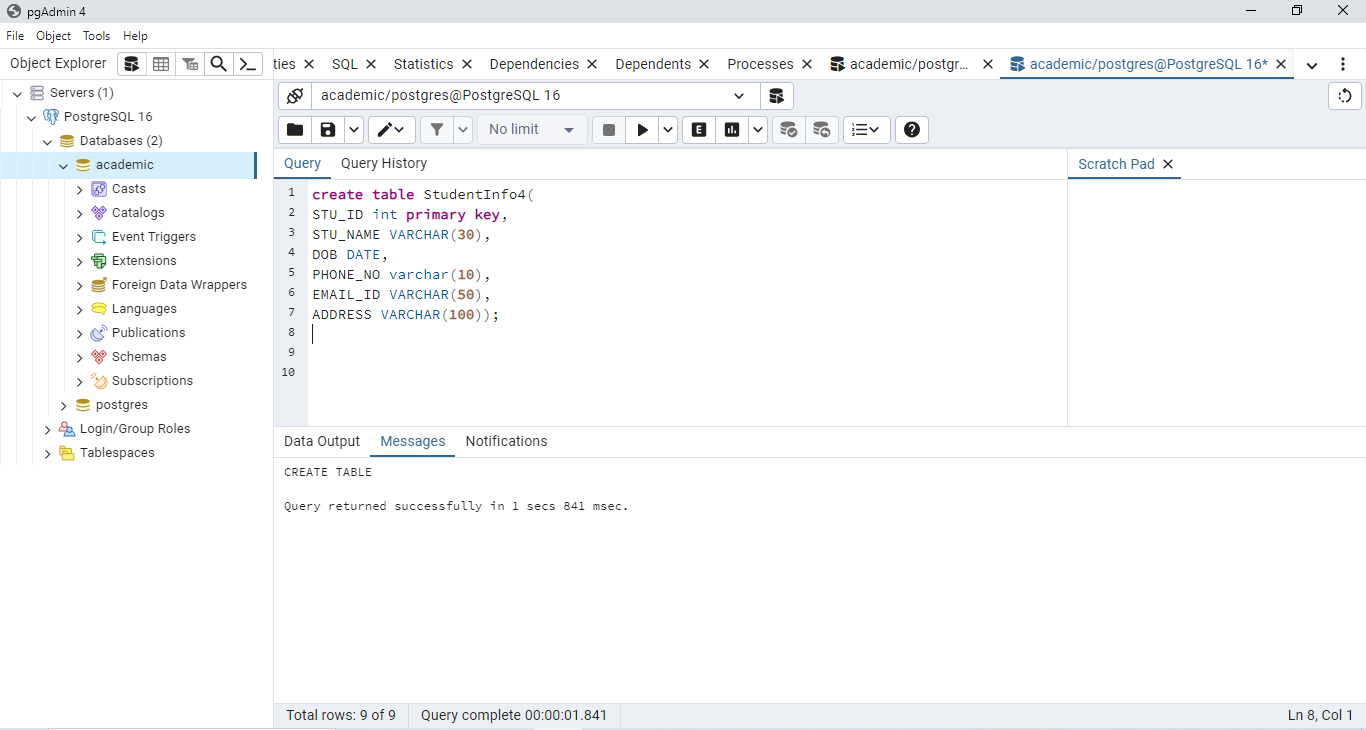 pgAdmin 4
File Object Tools Help
Object Explorer
ties SQL Statistics Dependencies Dependents Processes academic/postgr... academic/postgres@PostgreSQL 16*
Servers (1)
PostgreSQL 16
Databases (2)
academic
Casts
Catalogs
Event Triggers
Extensions
Foreign Data Wrappers
Languages
Publications
Schemas
Subscriptions
postgres
Login/Group Roles
Tablespaces
academic/postgres@PostgreSQL 16
No limit
E
Query Query History
Scratch Pad
1 create table StudentInfo4(
2 STU_ID int primary key,
3 STU_NAME VARCHAR(30),
4 DOB DATE,
5 PHONE_NO varchar(10),
6 EMAIL_ID VARCHAR(50),
7 ADDRESS VARCHAR(100));
8
9
10
Data Output Messages Notifications
CREATE TABLE
Query returned successfully in 1 secs 841 msec.
Total rows: 9 of 9 Query complete 00:00:01.841 Ln 8, Col 1